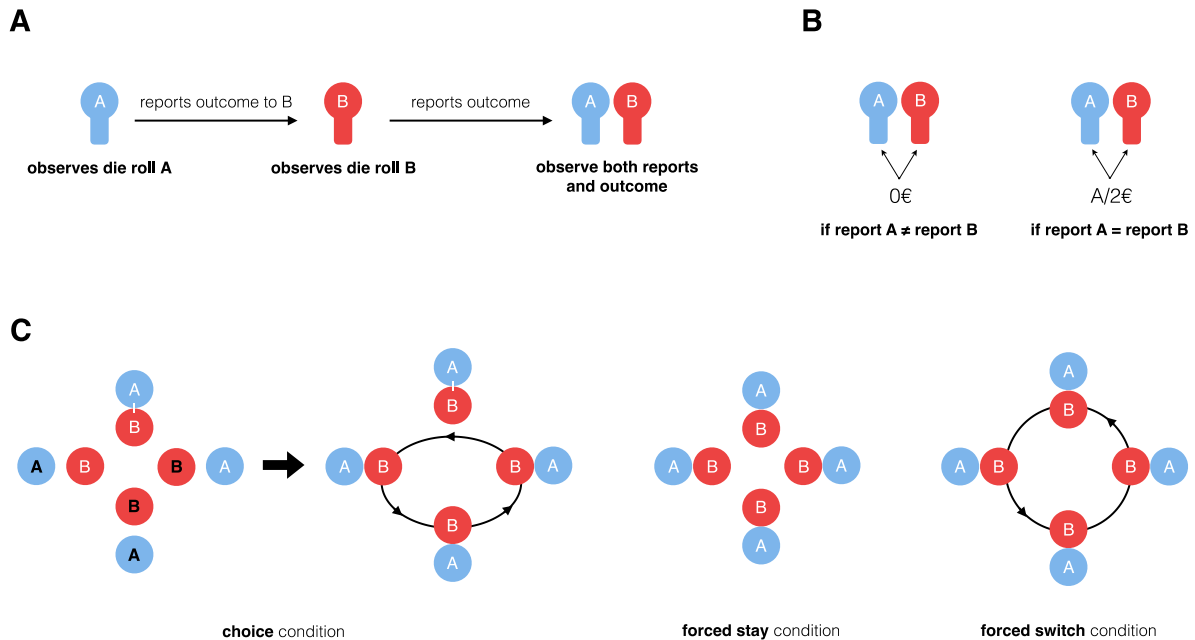 A
B
A
reports outcome to B
B
reports outcome
A B
A B
A B
observes die roll A
observes die roll B
observe both reports
and outcome
0€
A/2€
if report A ≠ report B
if report A = report B
C
A
B
A B B A
B
A
A
B
A B B A
B
A
A
B
A B B A
B
A
A
B
A B B A
B
A
choice condition
forced stay condition
forced switch condition